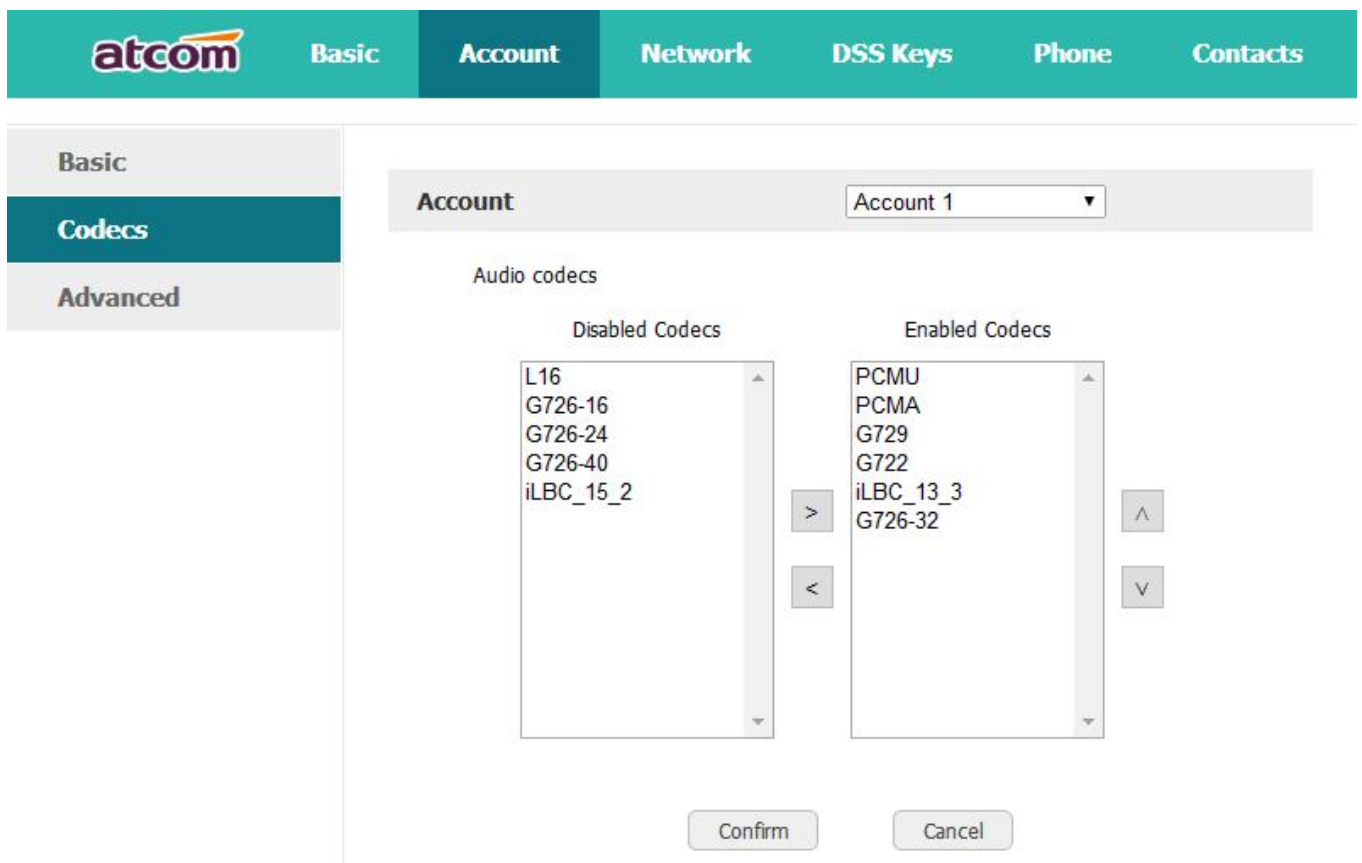 atcom Basic Account Network DSS Keys Phone Contacts
Basic
Codecs
Advanced
Account Account 1
Audio codecs
Disabled Codecs Enabled Codecs
L16
G726-16
G726-24
G726-40
iLBC_15_2
PCMU
PCMA
G729
G722
iLBC_13_3
G726-32
>
<
^
v
Confirm Cancel